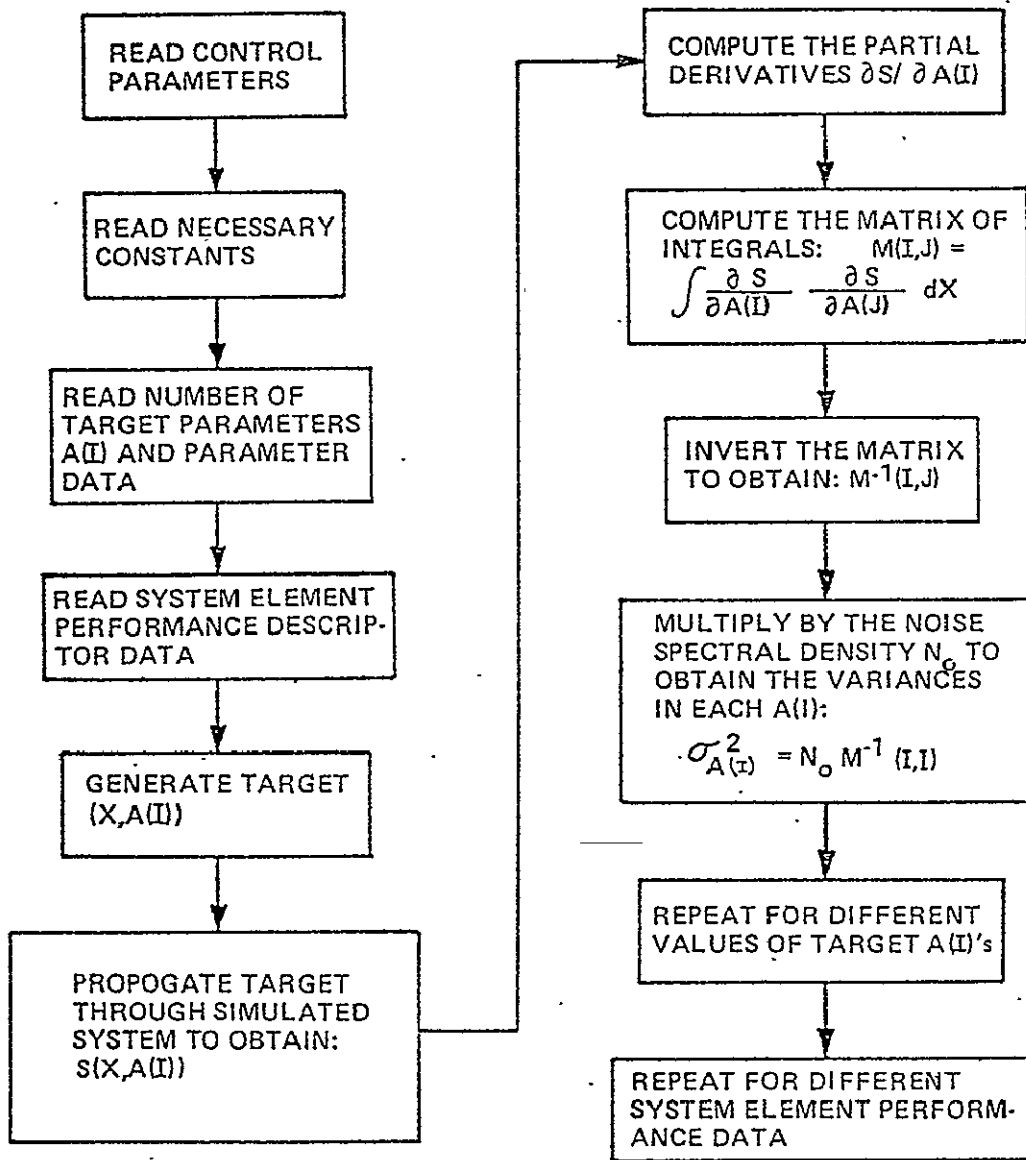 READ CONTROL
PARAMETERS
READ NECESSARY
CONSTANTS
READ NUMBER OF
TARGET PARAMETERS
A(I) AND PARAMETER
DATA
READ SYSTEM ELEMENT
PERFORMANCE DESCRIP-
TOR DATA
GENERATE TARGET
(X,A(I))
PROPOGATE TARGET
THROUGH SIMULATED
SYSTEM TO OBTAIN:
S(X,A(I))
COMPUTE THE PARTIAL
DERIVATIVES ∂S/ ∂A(I)
COMPUTE THE MATRIX OF
INTEGRALS: M(I,J) =
∫ ∂S/∂A(I) ∂S/∂A(J) dX
INVERT THE MATRIX
TO OBTAIN: M⁻¹(I,J)
MULTIPLY BY THE NOISE
SPECTRAL DENSITY Nₒ TO
OBTAIN THE VARIANCES
IN EACH A(I):
σ²A(I) = Nₒ M⁻¹ (I,I)
REPEAT FOR DIFFERENT
VALUES OF TARGET A(I)'s
REPEAT FOR DIFFERENT
SYSTEM ELEMENT PERFORM-
ANCE DATA